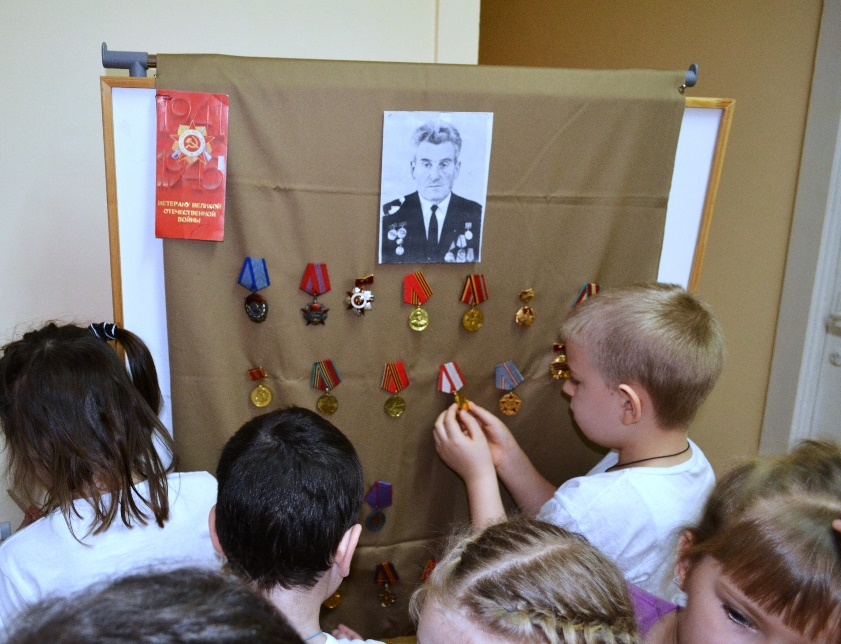 1941
1945
ВЕТЕРАНУ ВЕЛИКОЙ
ОТЕЧЕСТВЕННОЙ
ВОЙНЫ